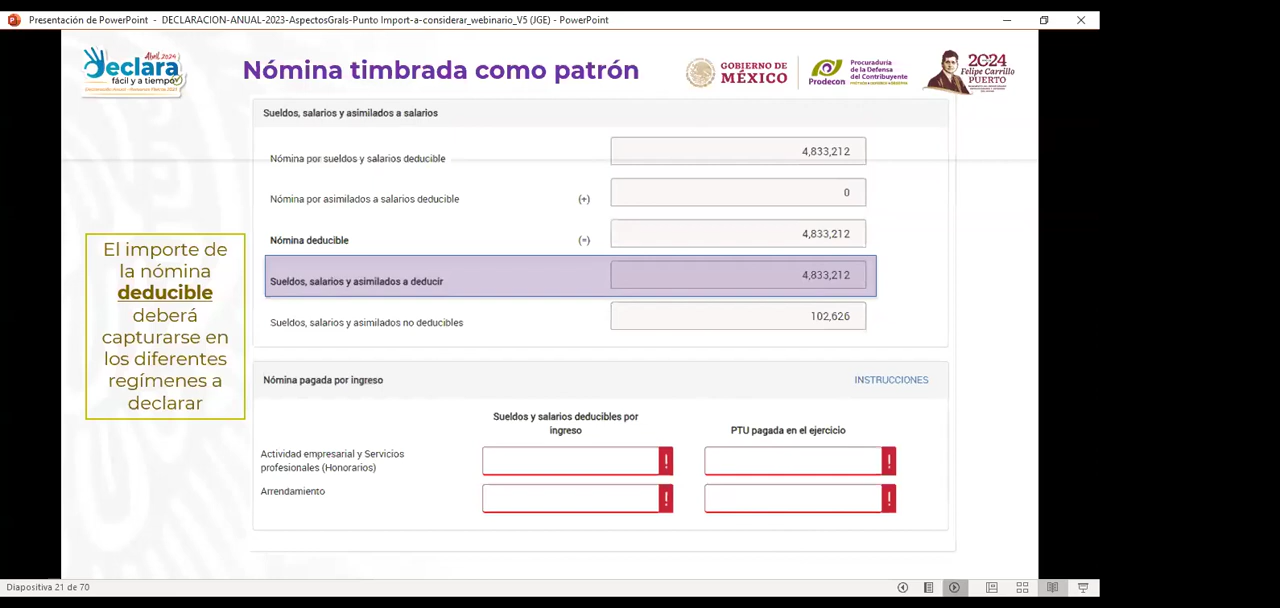 Presentación de PowerPoint - DECLARACION-ANUAL-2023-AspectosGrals-Punto Import-a-considerar_webinario_V5 (JGE) - PowerPoint
Abril 2024
Declara
fácil y a tiempo
Nómina timbrada como patrón
GOBIERNO DE
MÉXICO
Prodecon
Procuraduría
de la Defensa
del Contribuyente
2024
Felipe Carrillo
PUERTO
Sueldos, salarios y asimilados a salarios
Nómina por sueldos y salarios deducible
4,833,212
Nómina por asimilados a salarios deducible
(+)
0
Nómina deducible
(=)
4,833,212
Sueldos, salarios y asimilados a deducir
4,833,212
Sueldos, salarios y asimilados no deducibles
102,626
El importe de
la nómina
deducible
deberá
capturarse en
los diferentes
regímenes a
declarar
Nómina pagada por ingreso
INSTRUCCIONES
Sueldos y salarios deducibles por
ingreso
PTU pagada en el ejercicio
Actividad empresarial y Servicios
profesionales (Honorarios)
!
!
Arrendamiento
!
!
Diapositiva 21 de 70